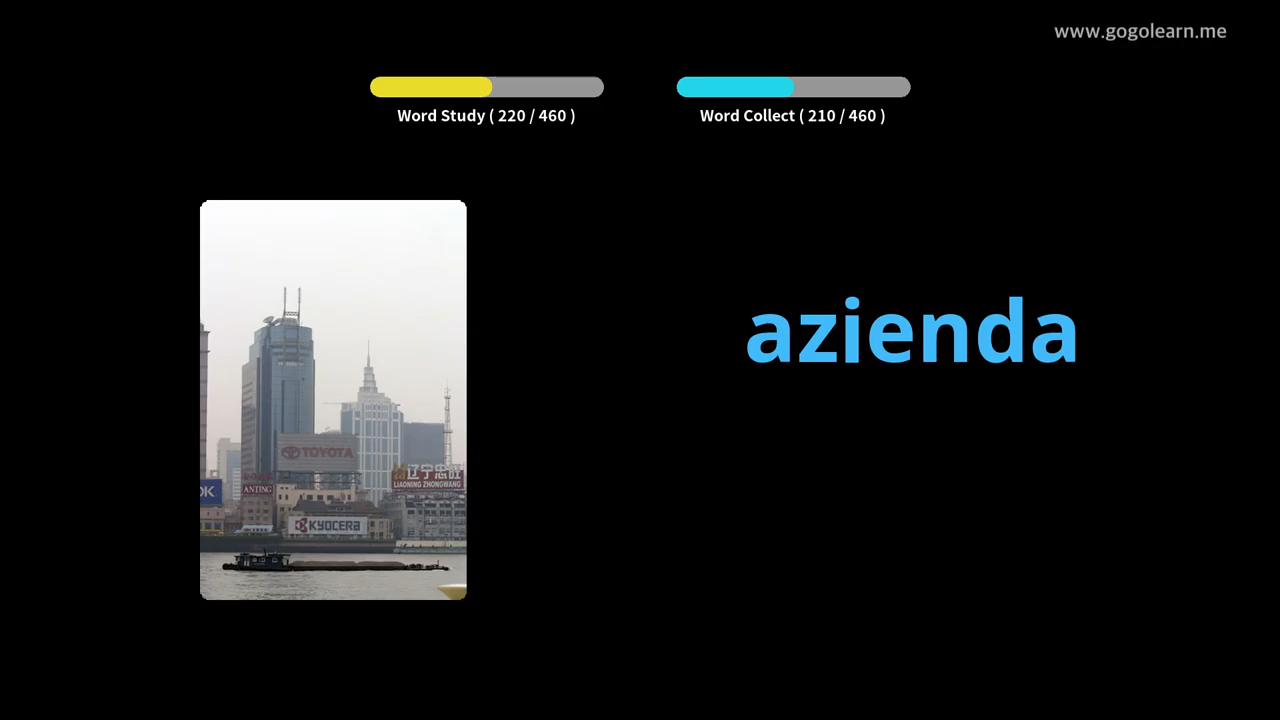 www.gogolearn.me
Word Study ( 220 / 460 )
Word Collect ( 210 / 460 )
azienda
TOYOTA
辽宁忠旺
LIAONING ZHONGWANG
OK
ANTING
KYOCERA